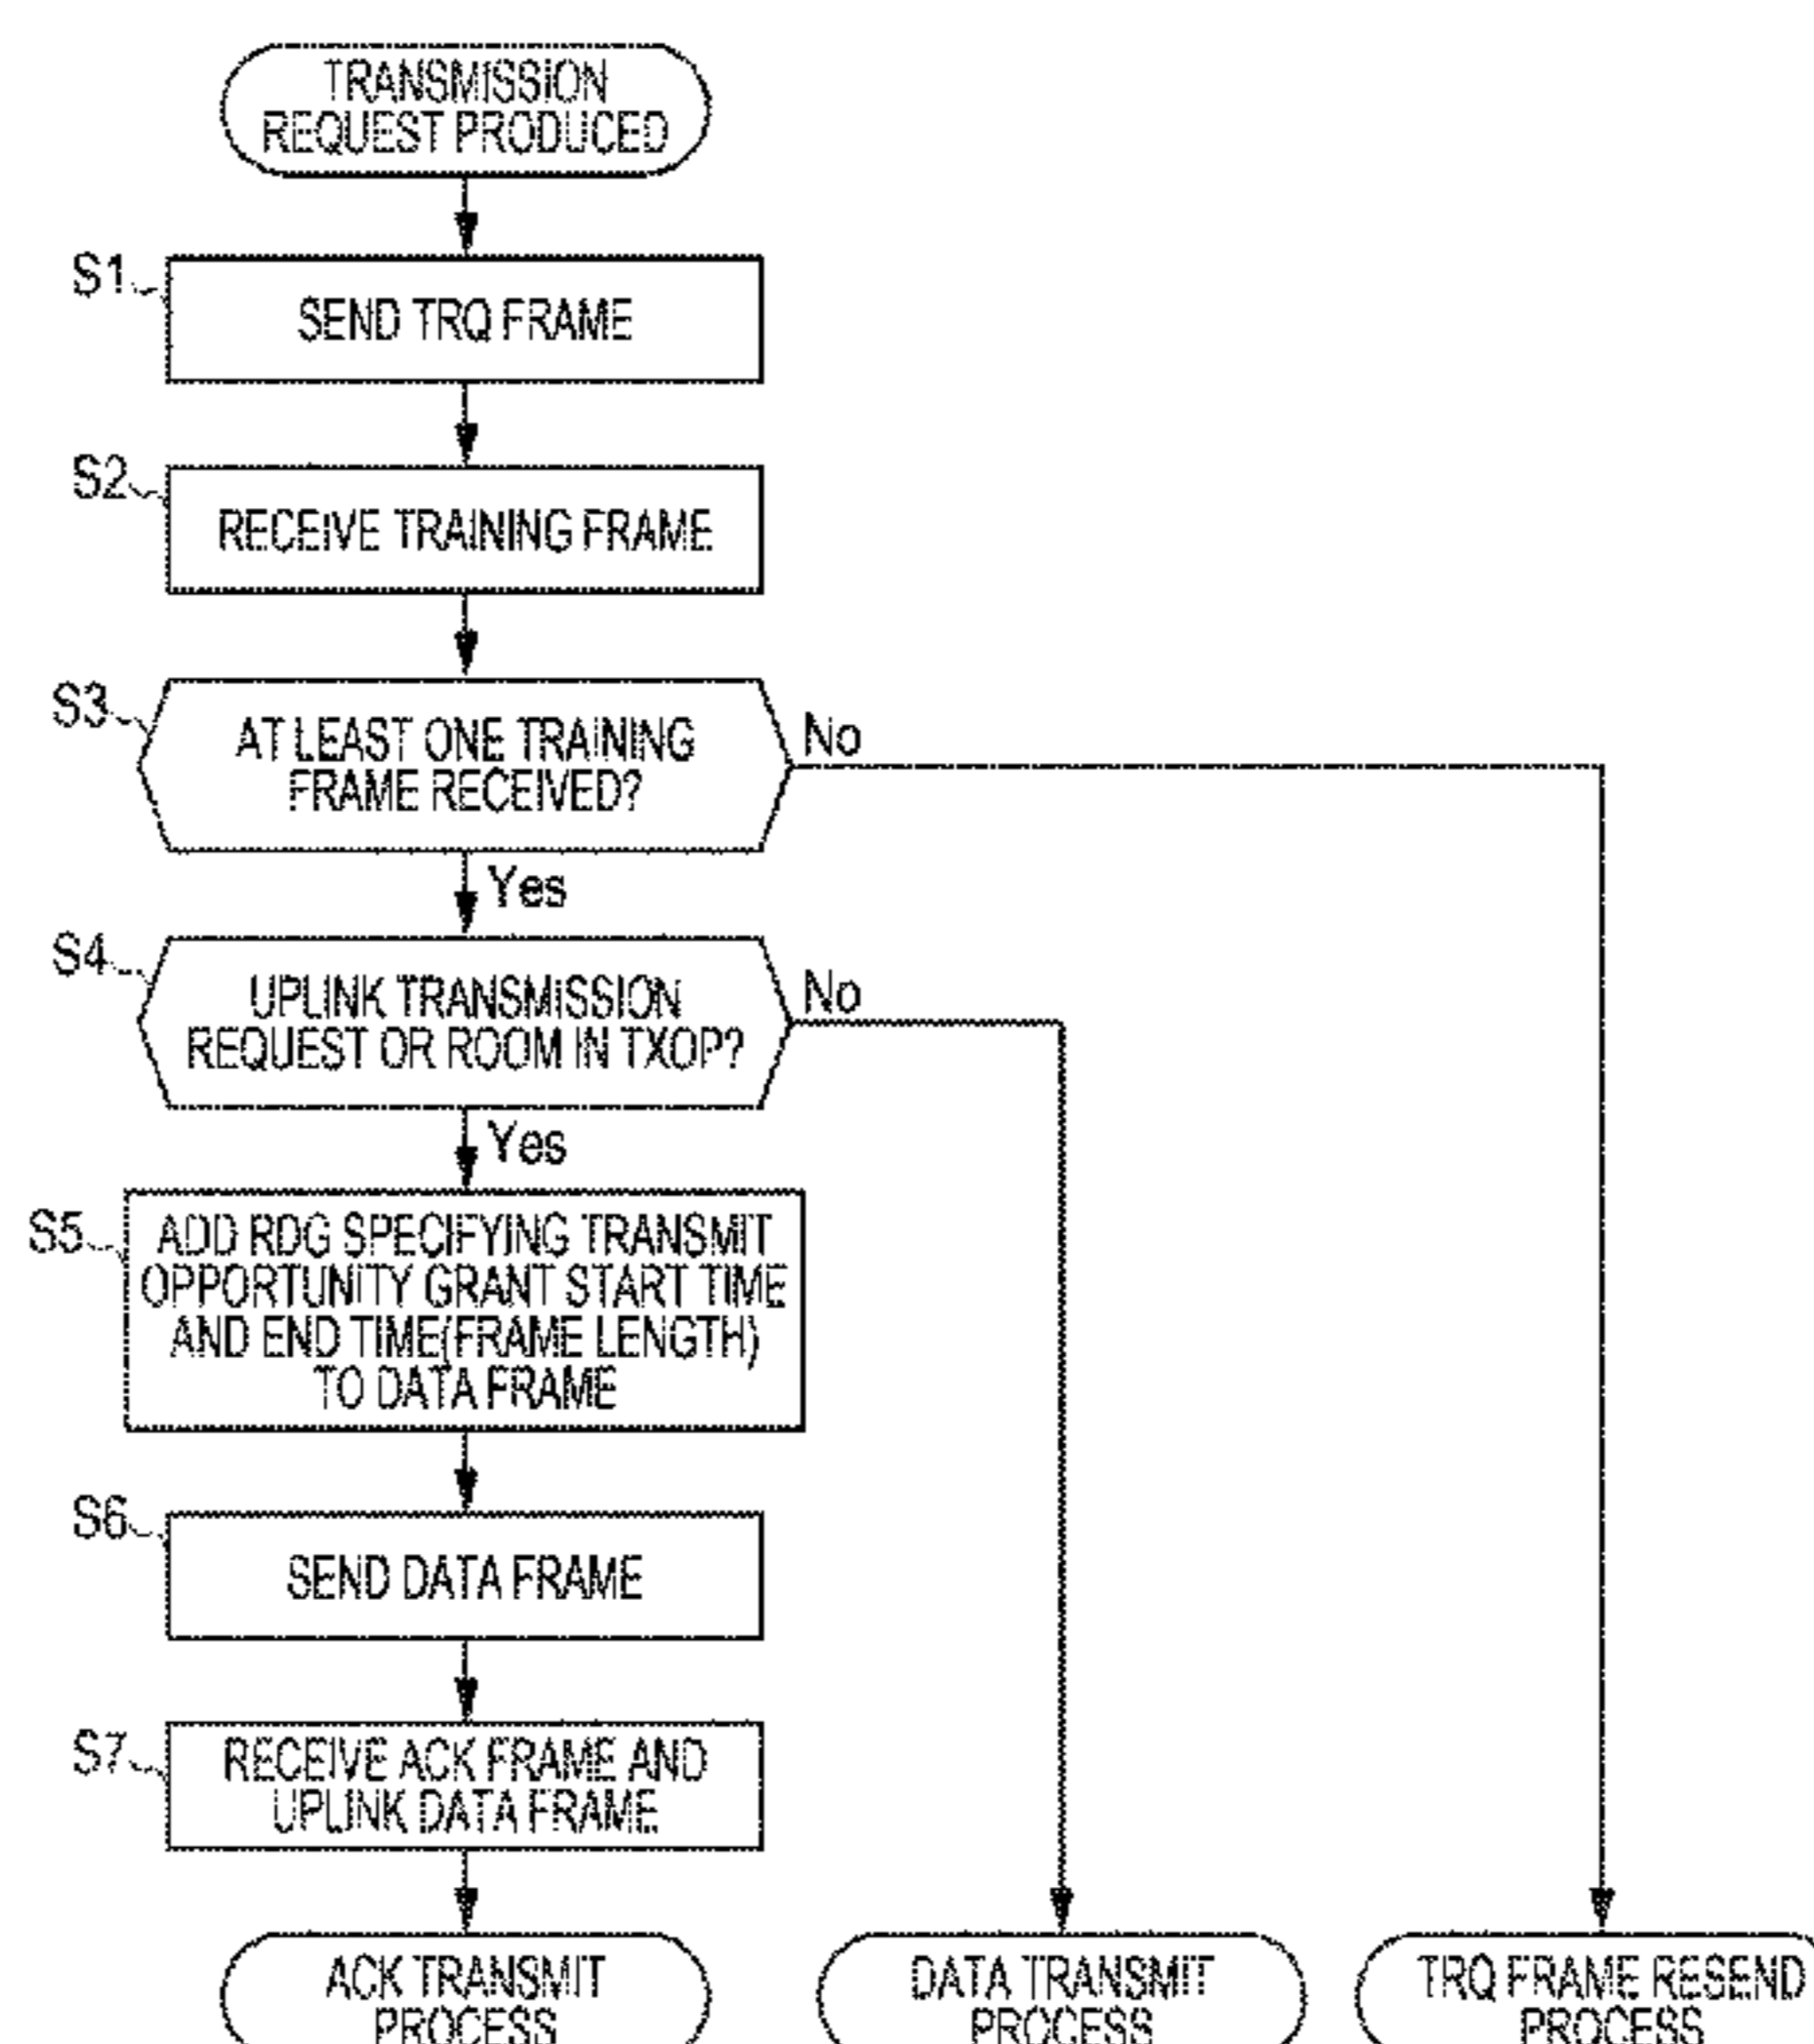 TRANSMISSION
REQUEST PRODUCED
S1
SEND TRQ FRAME
S2
RECEIVE TRAINING FRAME
S3
AT LEAST ONE TRAINING
FRAME RECEIVED?
No
Yes
S4
UPLINK TRANSMISSION
REQUEST OR ROOM IN TXOP?
No
Yes
S5
ADD RDG SPECIFYING TRANSMIT
OPPORTUNITY GRANT START TIME
AND END TIME(FRAME LENGTH)
TO DATA FRAME
S6
SEND DATA FRAME
S7
RECEIVE ACK FRAME AND
UPLINK DATA FRAME
ACK TRANSMIT
PROCESS
DATA TRANSMIT
PROCESS
TRQ FRAME RESEND
PROCESS